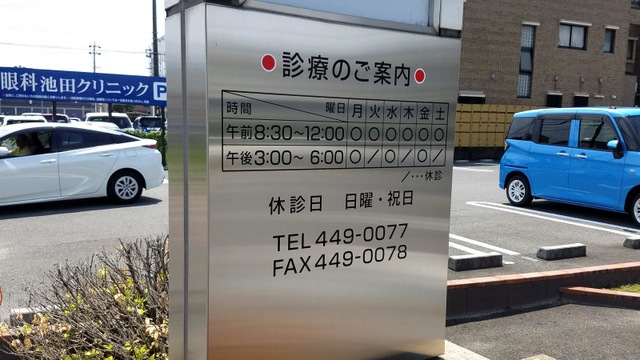 眼科池田クリニック P
診療のご案内
時間 曜日 月 火 水 木 金 土
午前 8:30～12:00 ○ ○ ○ ○ ○ ○
午後 3:00～ 6:00 ○ ／ ○ ／ ○ ／
／…休診
休診日 日曜・祝日
TEL 449-0077
FAX 449-0078